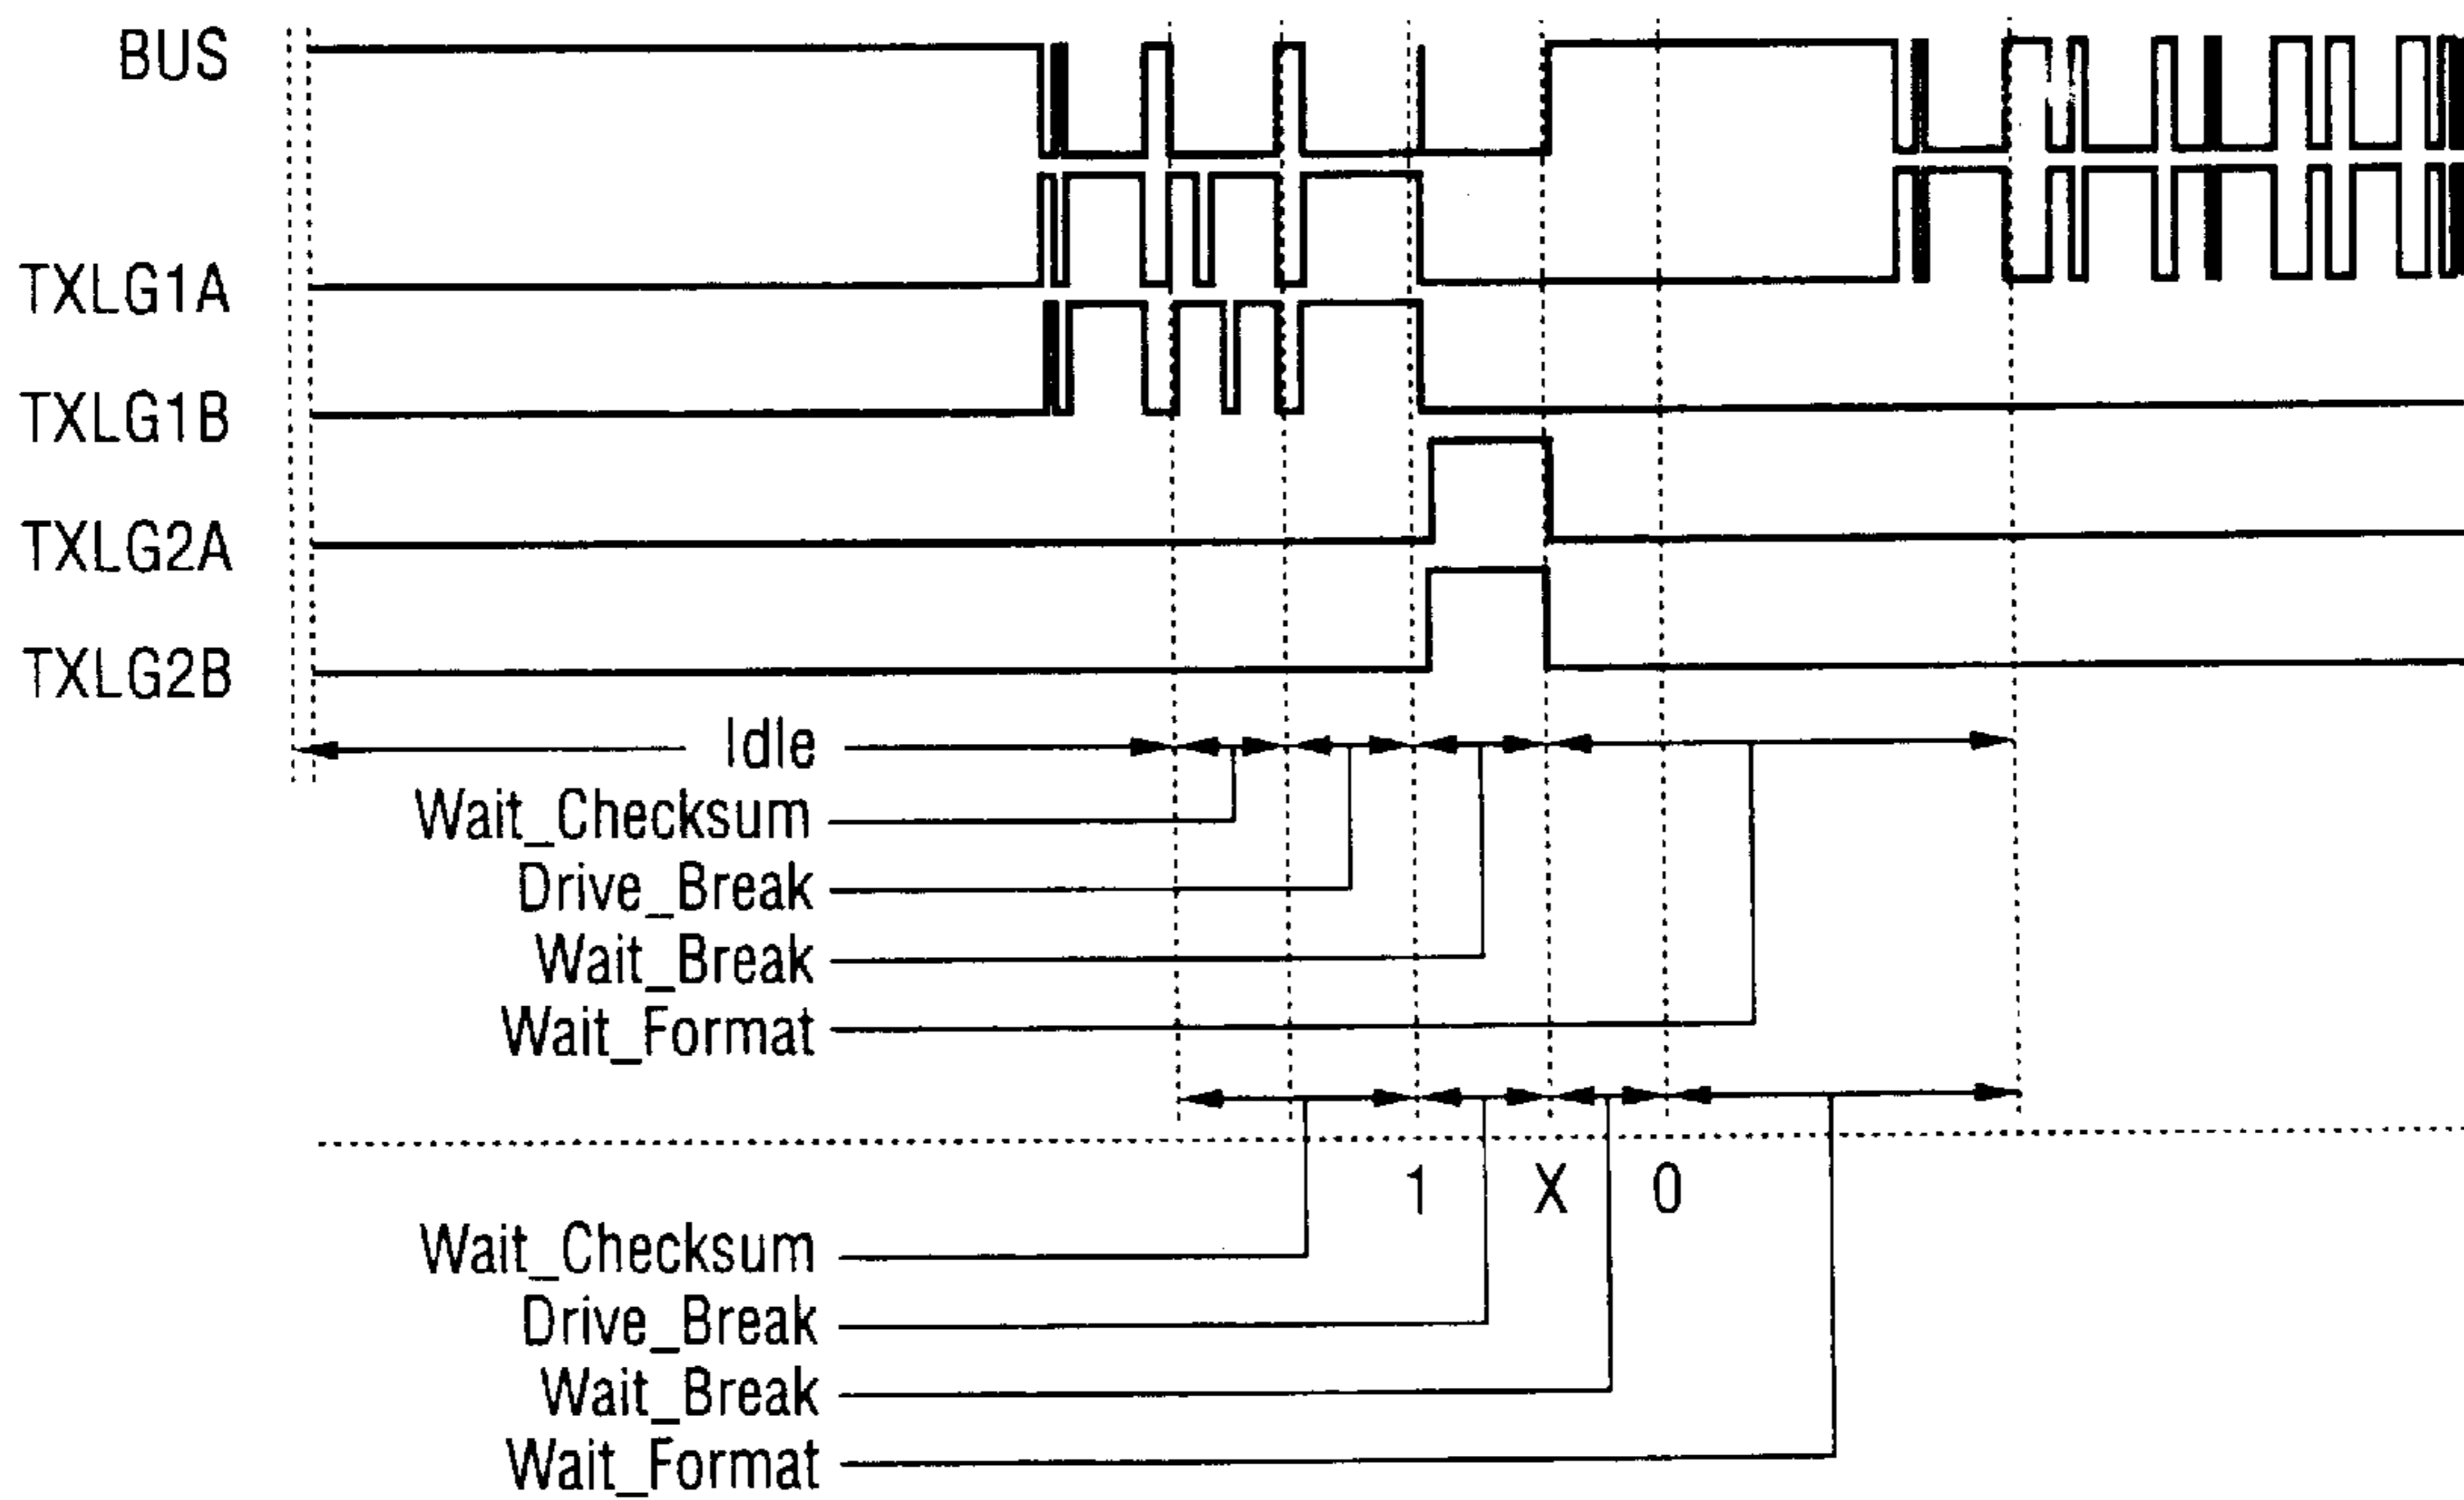 BUS
TXLG1A
TXLG1B
TXLG2A
TXLG2B
Idle
Wait_Checksum
Drive_Break
Wait_Break
Wait_Format
1 X 0
Wait_Checksum
Drive_Break
Wait_Break
Wait_Format